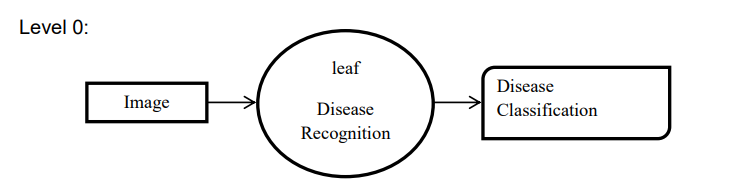 Level 0:
leaf
Image
Disease
Recognition
Disease
Classification